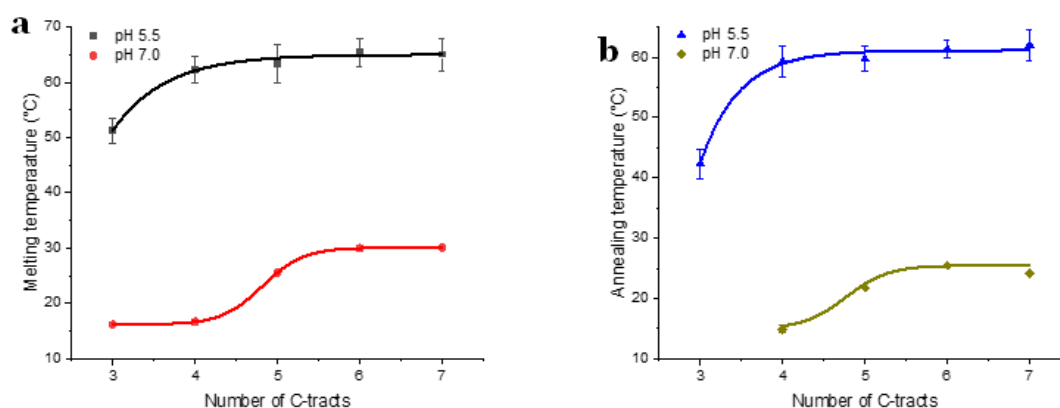 a
pH 5.5
pH 7.0
70
60
50
40
30
20
10
Melting temperaature (°C)
3 4 5 6 7
Number of C-tracts
b
pH 5.5
pH 7.0
60
50
40
30
20
10
Annealing temperature (°C)
3 4 5 6 7
Number of C-tracts